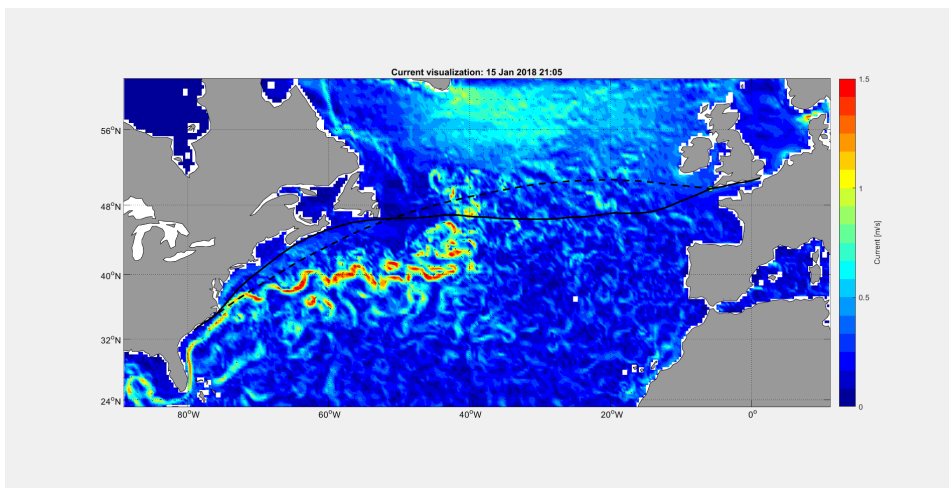 Current visualization: 15 Jan 2018 21:05
56°N
48°N
40°N
32°N
24°N
80°W
60°W
40°W
20°W
0°
1.5
1
0.5
0
Current [m/s]